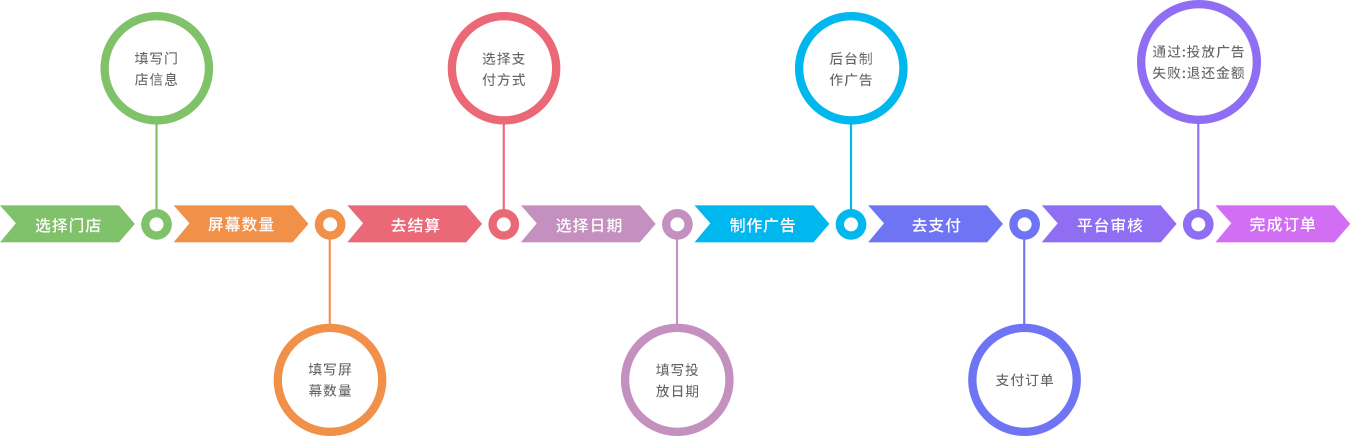 填写门
店信息
选择支
付方式
后台制
作广告
通过:投放广告
失败:退还金额
选择门店
屏幕数量
去结算
选择日期
制作广告
去支付
平台审核
完成订单
填写屏
幕数量
填写投
放日期
支付订单